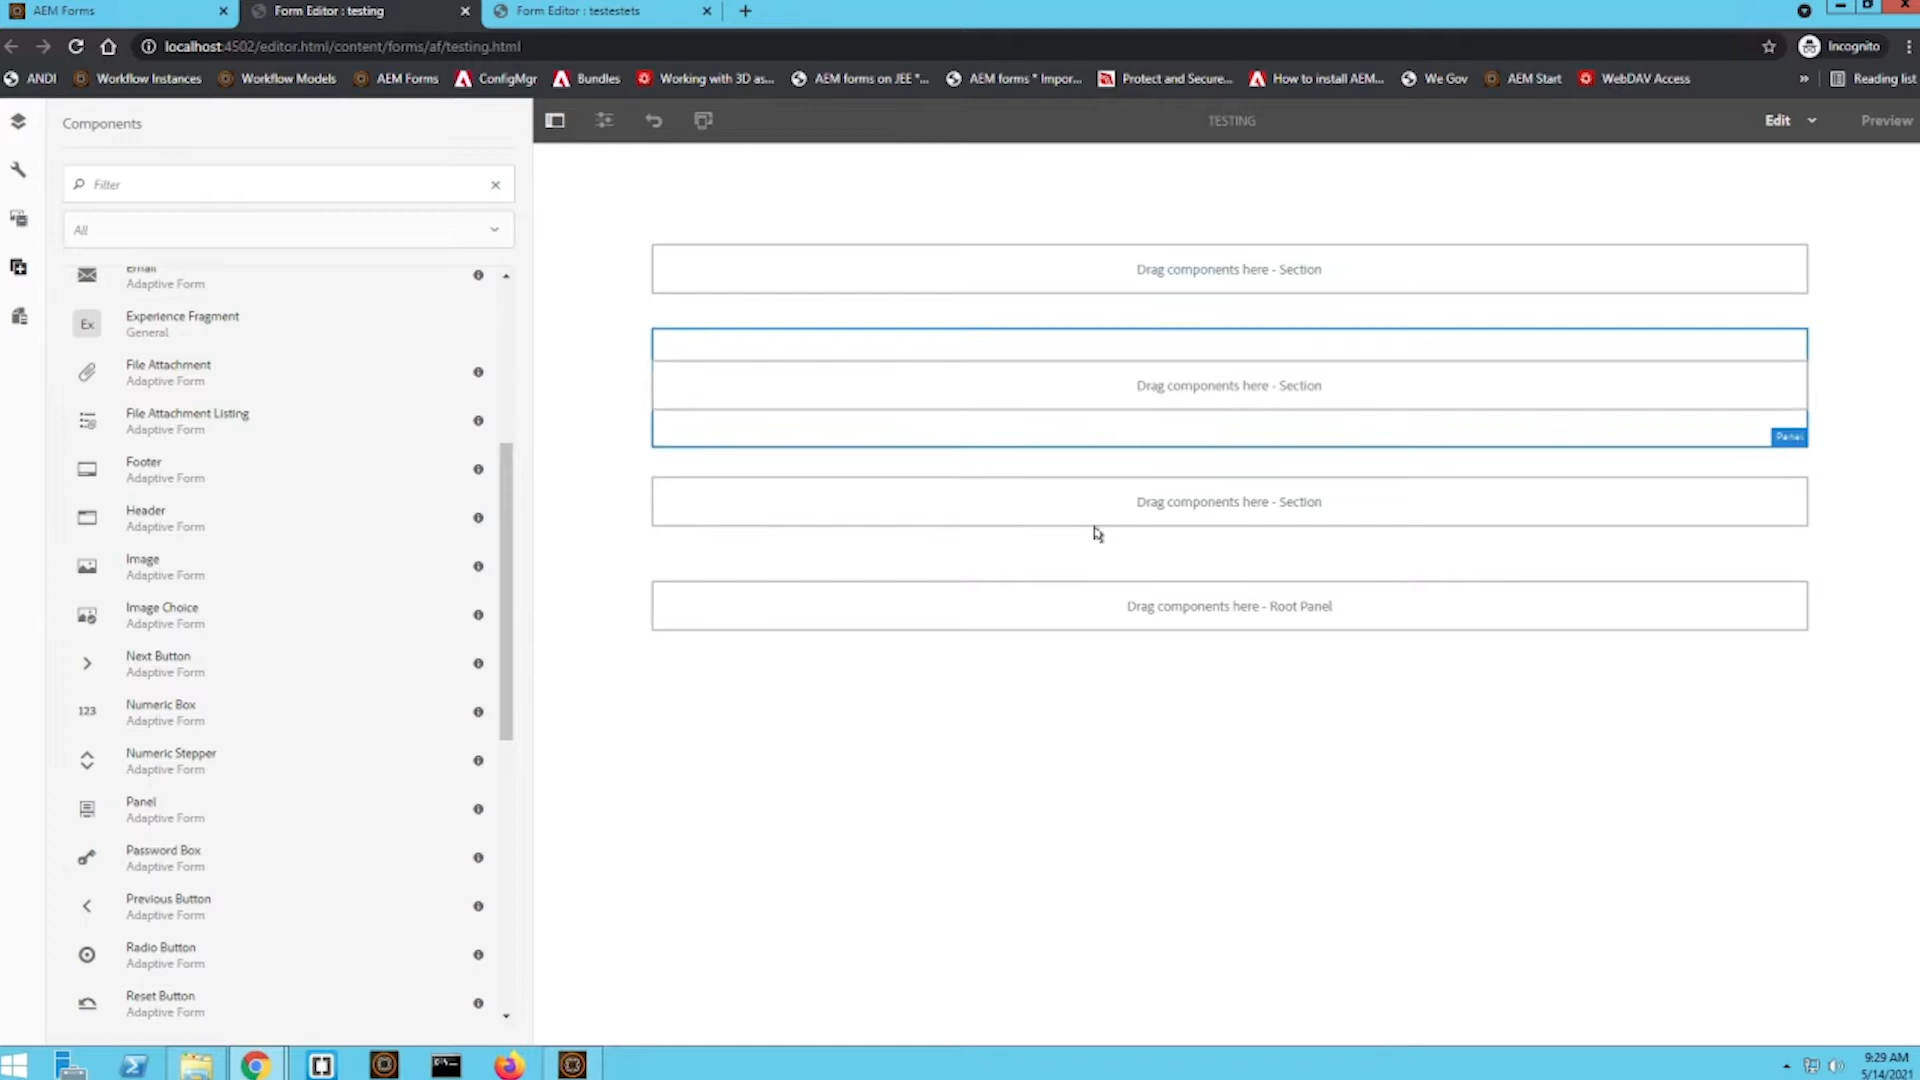 AEM Forms
Form Editor : testing
Form Editor : testestets
localhost:4502/editor.html/content/forms/af/testing.html
Incognito
ANDI
Workflow Instances
Workflow Models
AEM Forms
ConfigMgr
Bundles
Working with 3D as...
AEM forms on JEE "...
AEM forms * Impor...
Protect and Secure...
How to install AEM...
We Gov
AEM Start
WebDAV Access
»
Reading list
Components
TESTING
Edit
Preview
Filter
All
Email
Adaptive Form
Ex
Experience Fragment
General
File Attachment
Adaptive Form
File Attachment Listing
Adaptive Form
Footer
Adaptive Form
Header
Adaptive Form
Image
Adaptive Form
Image Choice
Adaptive Form
Next Button
Adaptive Form
123
Numeric Box
Adaptive Form
Numeric Stepper
Adaptive Form
Panel
Adaptive Form
Password Box
Adaptive Form
Previous Button
Adaptive Form
Radio Button
Adaptive Form
Reset Button
Adaptive Form
Drag components here - Section
Drag components here - Section
Panel
Drag components here - Section
Drag components here - Root Panel
9:29 AM
5/14/2021